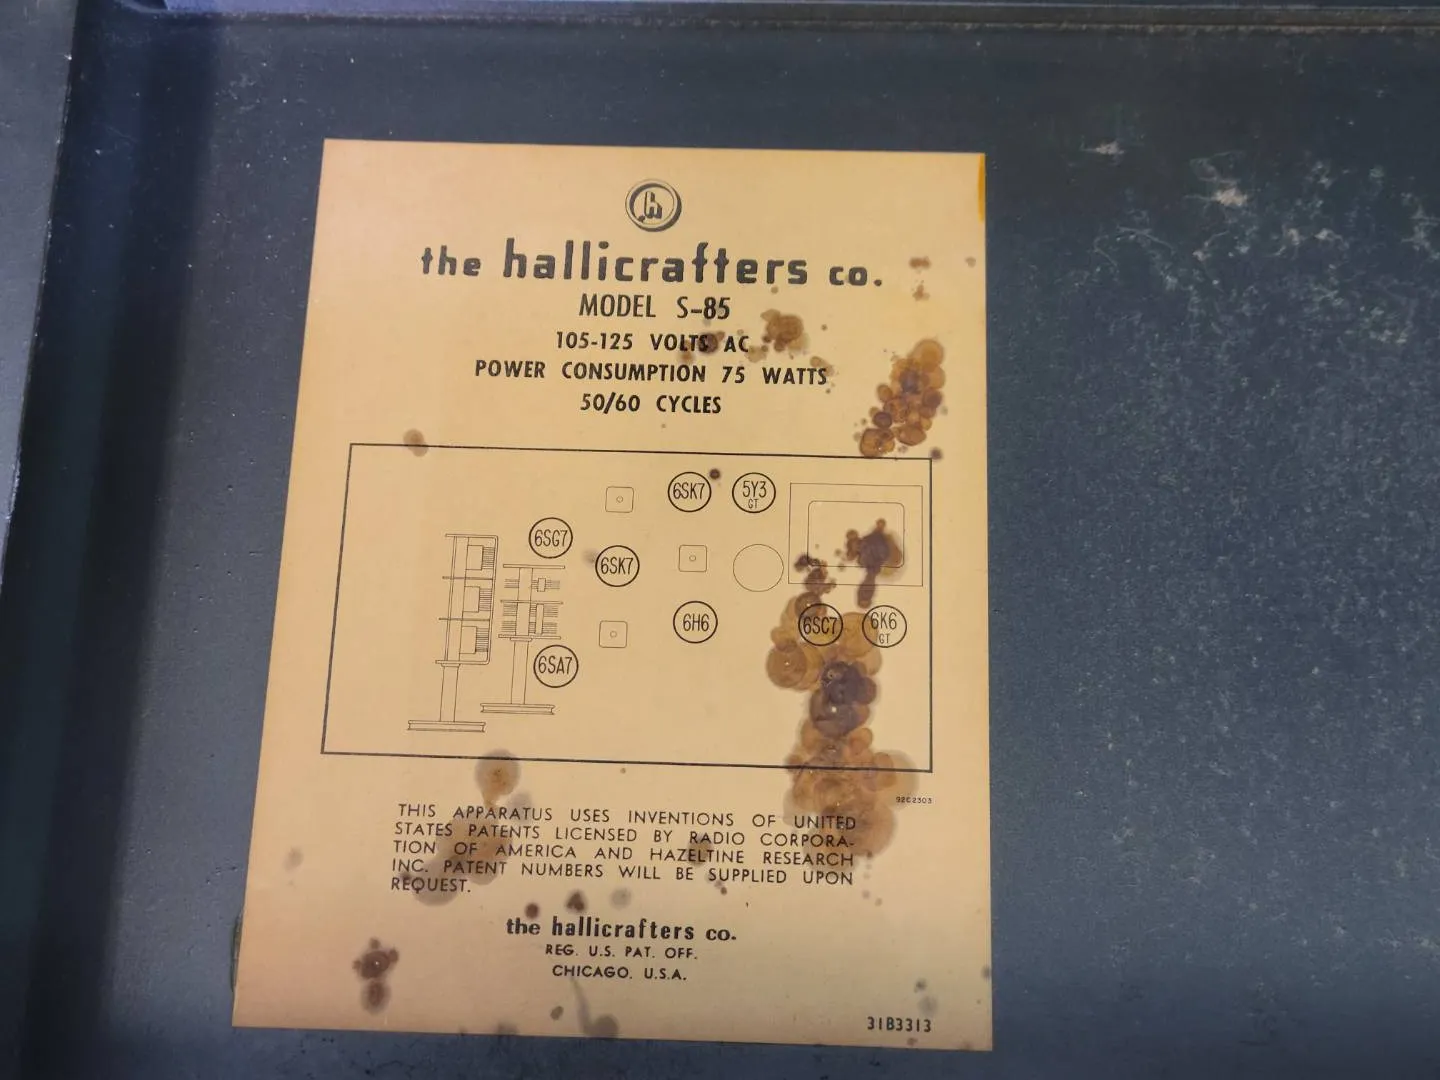 the hallicrafters co.
MODEL S-85
105-125 VOLTS AC
POWER CONSUMPTION 75 WATTS
50/60 CYCLES
6SK7
5Y3
GT
6SG7
6SK7
6H6
6SC7
6K6
GT
6SA7
92C2303
THIS APPARATUS USES INVENTIONS OF UNITED
STATES PATENTS LICENSED BY RADIO CORPORA-
TION OF AMERICA AND HAZELTINE RESEARCH
INC. PATENT NUMBERS WILL BE SUPPLIED UPON
REQUEST.
the hallicrafters co.
REG. U.S. PAT. OFF.
CHICAGO. U.S.A.
31B3313